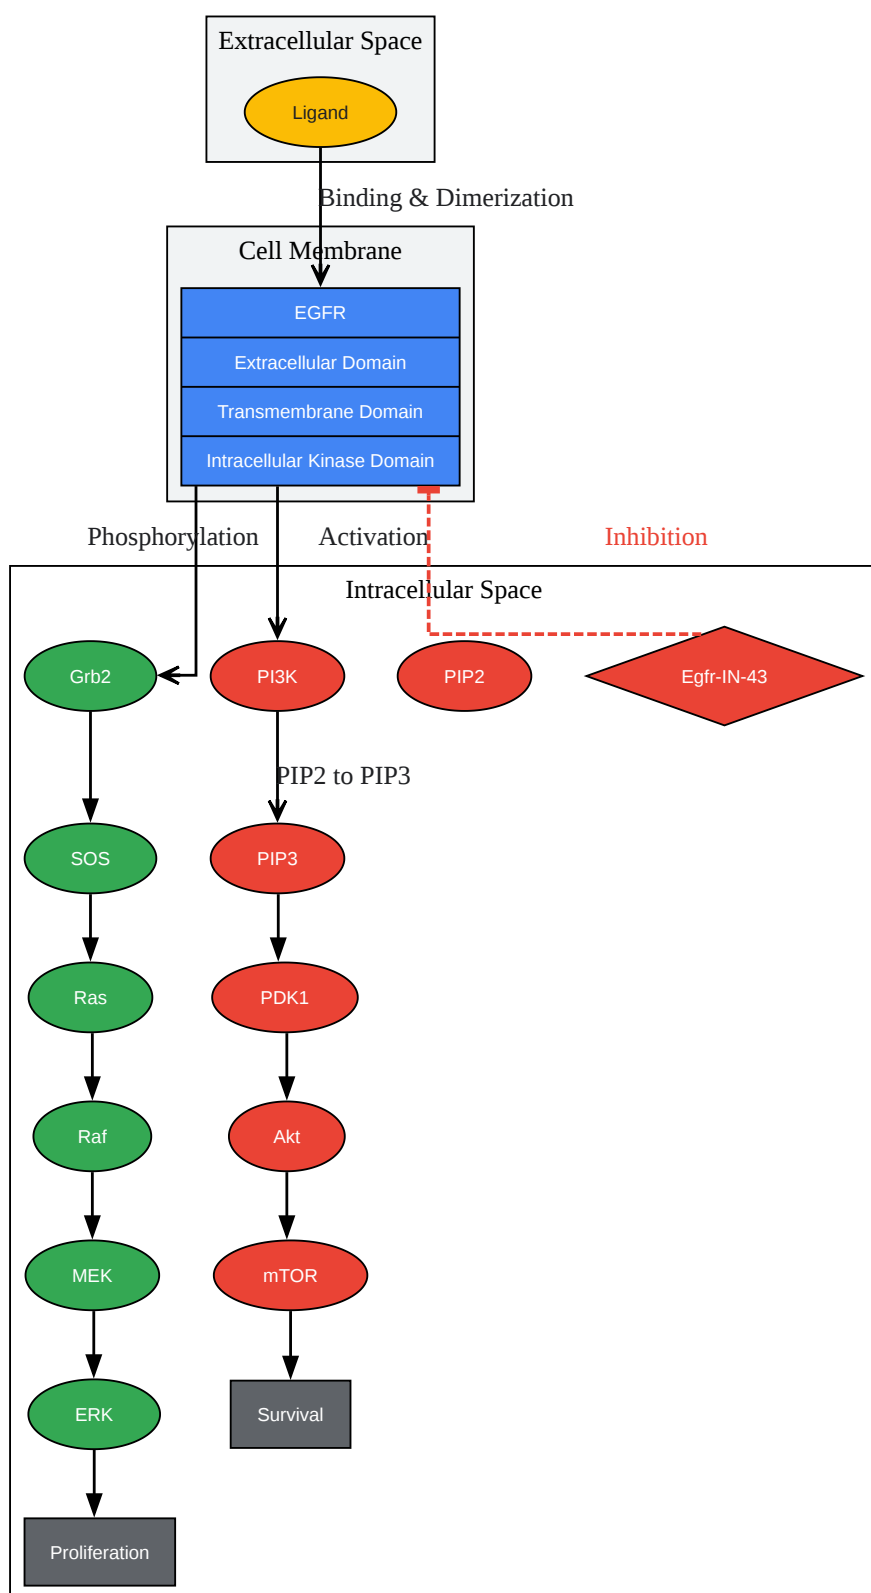 Extracellular Space
Ligand
Binding & Dimerization
Cell Membrane
EGFR
Extracellular Domain
Transmembrane Domain
Intracellular Kinase Domain
Phosphorylation
Activation
Inhibition
Intracellular Space
Grb2
PI3K
PIP2
Egfr-IN-43
PIP2 to PIP3
SOS
PIP3
Ras
PDK1
Raf
Akt
MEK
mTOR
ERK
Survival
Proliferation